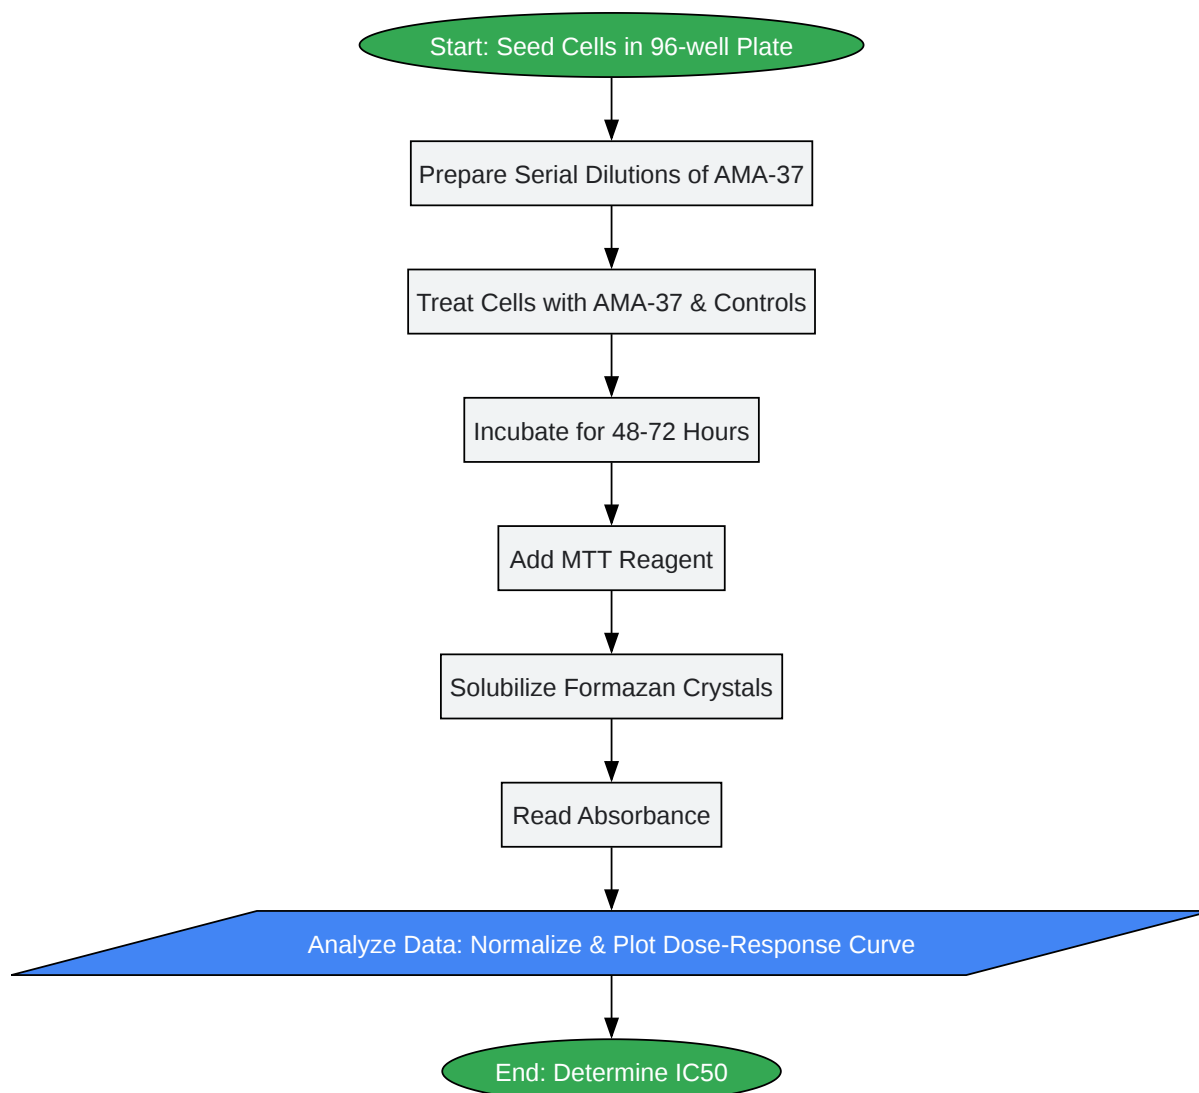 Start: Seed Cells in 96-well Plate
Prepare Serial Dilutions of AMA-37
Treat Cells with AMA-37 & Controls
Incubate for 48-72 Hours
Add MTT Reagent
Solubilize Formazan Crystals
Read Absorbance
Analyze Data: Normalize & Plot Dose-Response Curve
End: Determine IC50